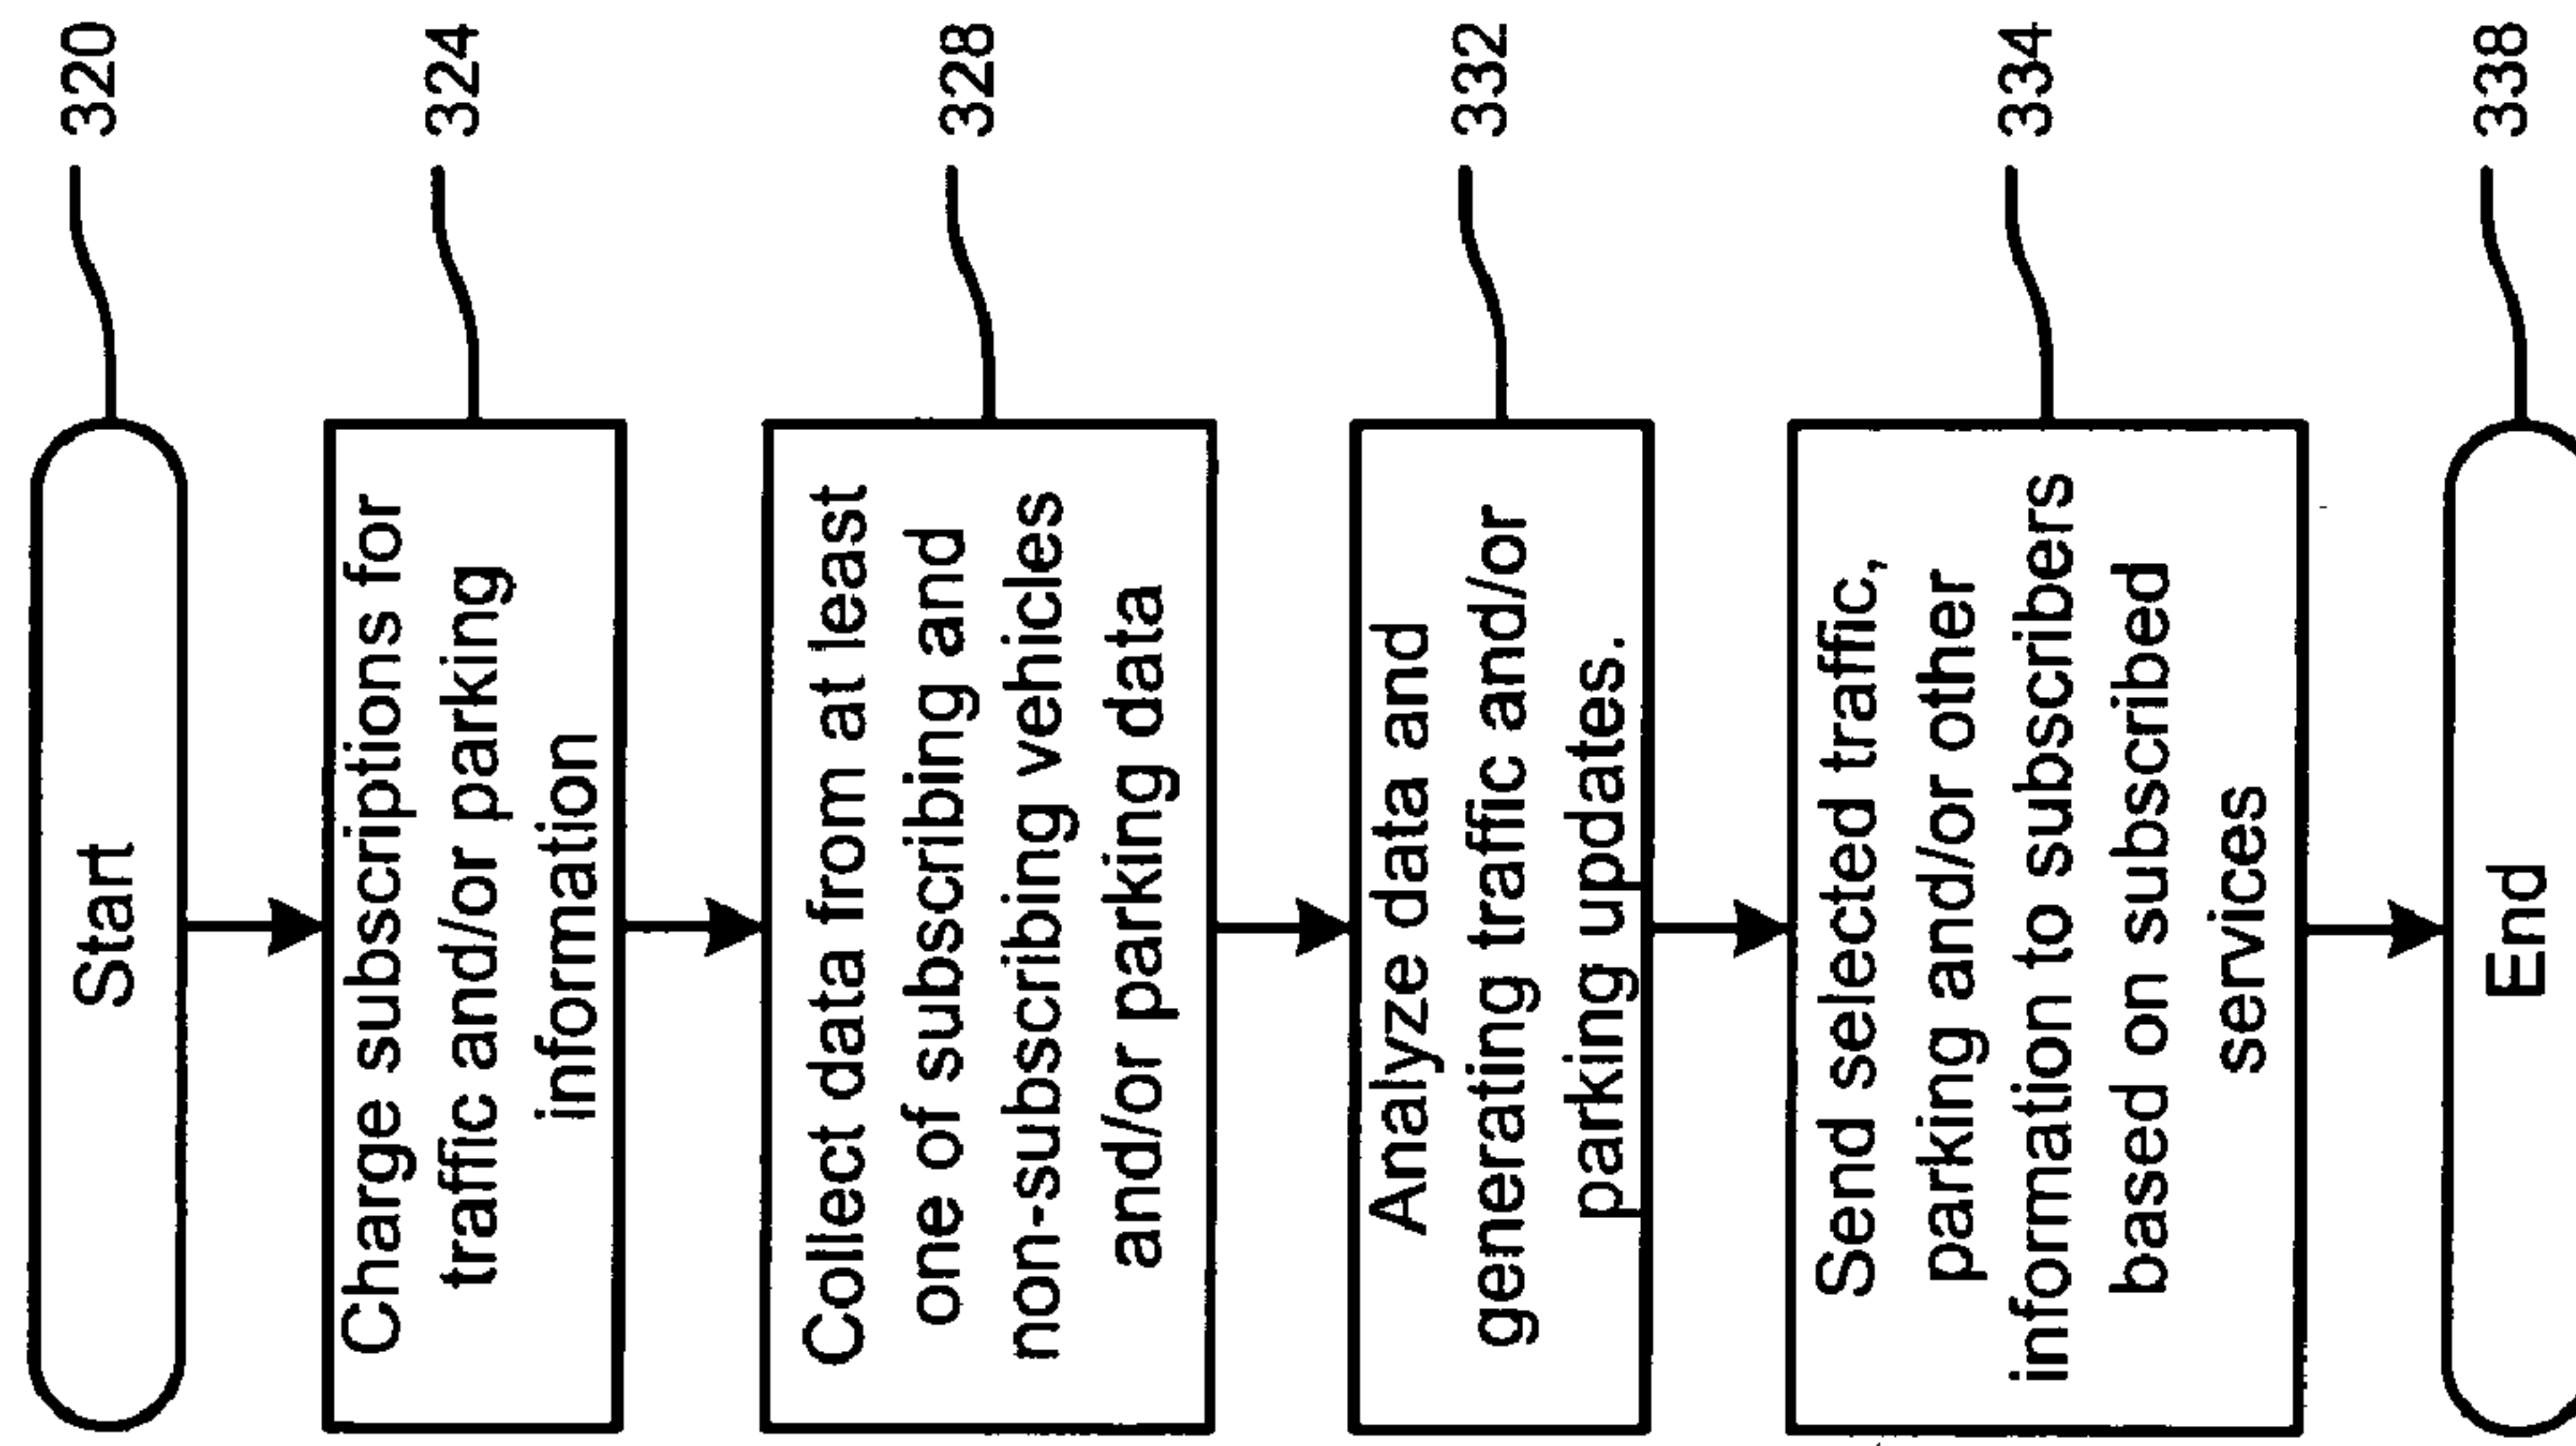 Start
320
Charge subscriptions for
traffic and/or parking
information
324
Collect data from at least
one of subscribing and
non-subscribing vehicles
and/or parking data
328
Analyze data and
generating traffic and/or
parking updates.
332
Send selected traffic,
parking and/or other
information to subscribers
based on subscribed
services
334
End
338